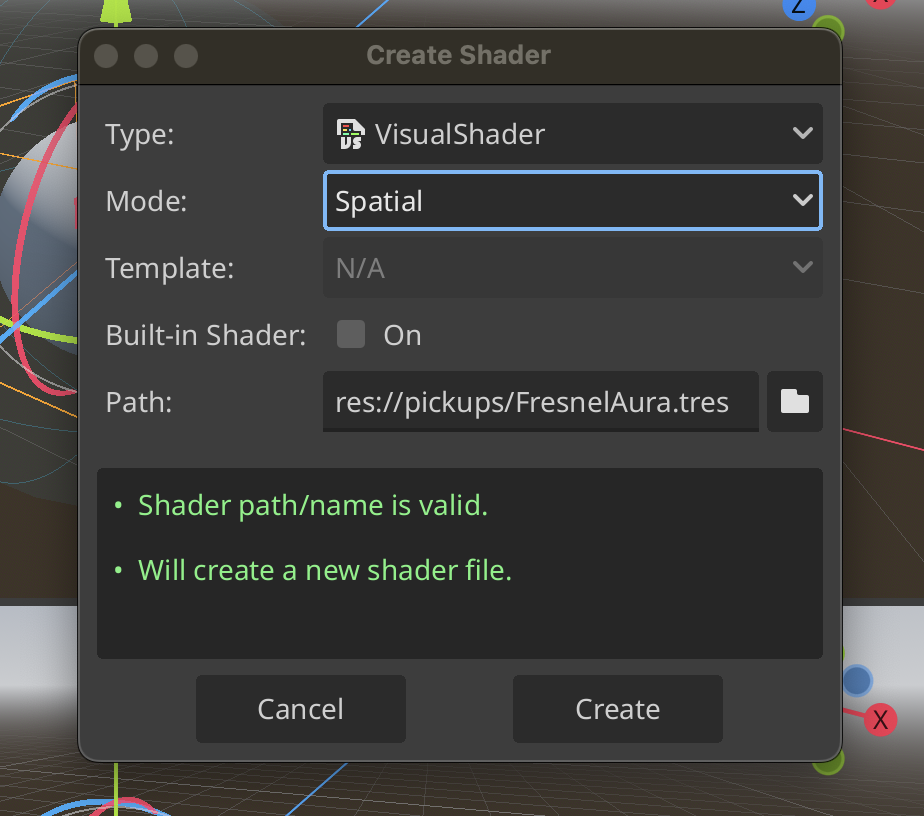 Z
Create Shader
Type:
VS VisualShader
Mode:
Spatial
Template:
N/A
Built-in Shader:
On
Path:
res://pickups/FresnelAura.tres
• Shader path/name is valid.
• Will create a new shader file.
Cancel
Create
X